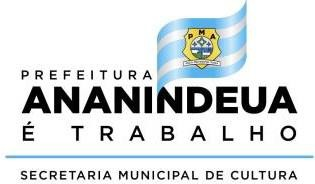 PMA
PREFEITURA
ANANINDEUA
É TRABALHO
SECRETARIA MUNICIPAL DE CULTURA